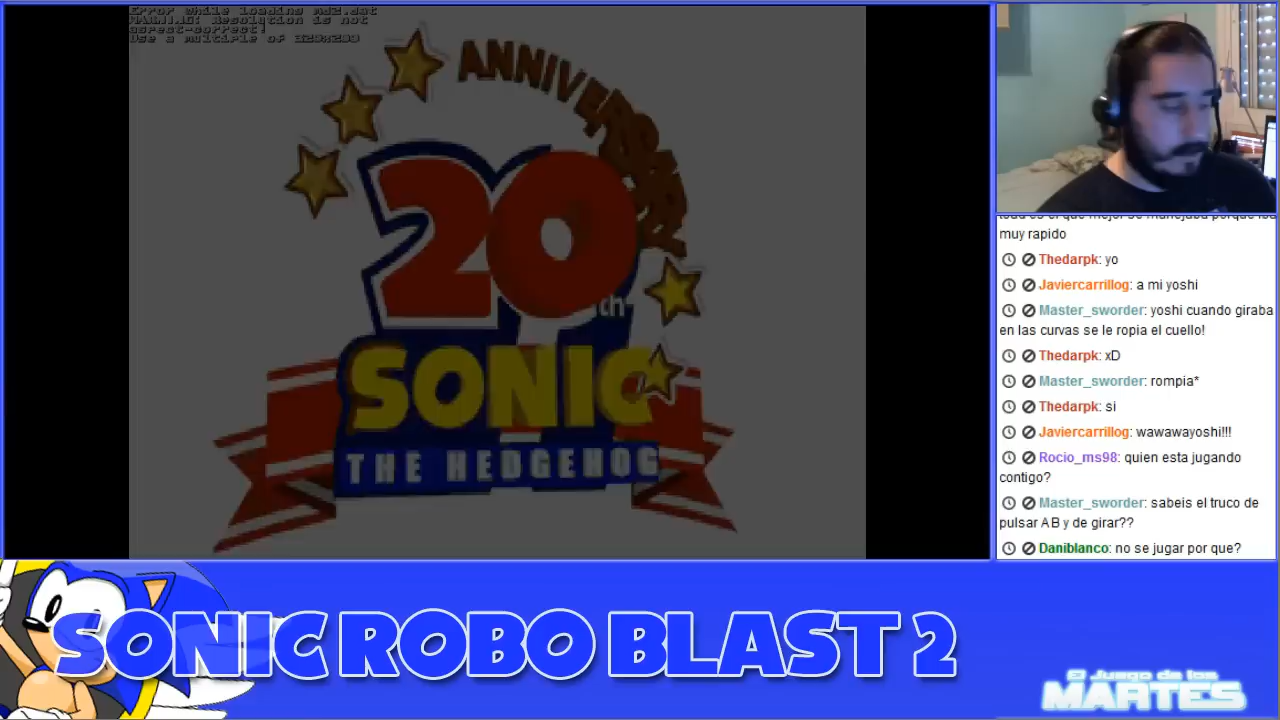 Error while loading md2.dat
WARNING: Resolution is not
aspect-correct!
Use a multiple of 320x200
ANNIVERSARY
20
th
SONIC
THE HEDGEHOG
muy rapido
Thedarpk: yo
Javiercarrillog: a mi yoshi
Master_sworder: yoshi cuando giraba
en las curvas se le ropia el cuello!
Thedarpk: xD
Master_sworder: rompia*
Thedarpk: si
Javiercarrillog: wawawayoshi!!!
Rocio_ms98: quien esta jugando
contigo?
Master_sworder: sabeis el truco de
pulsar A B y de girar??
Daniblanco: no se jugar por que?
SONIC ROBO BLAST 2
El Juego de los
MARTES